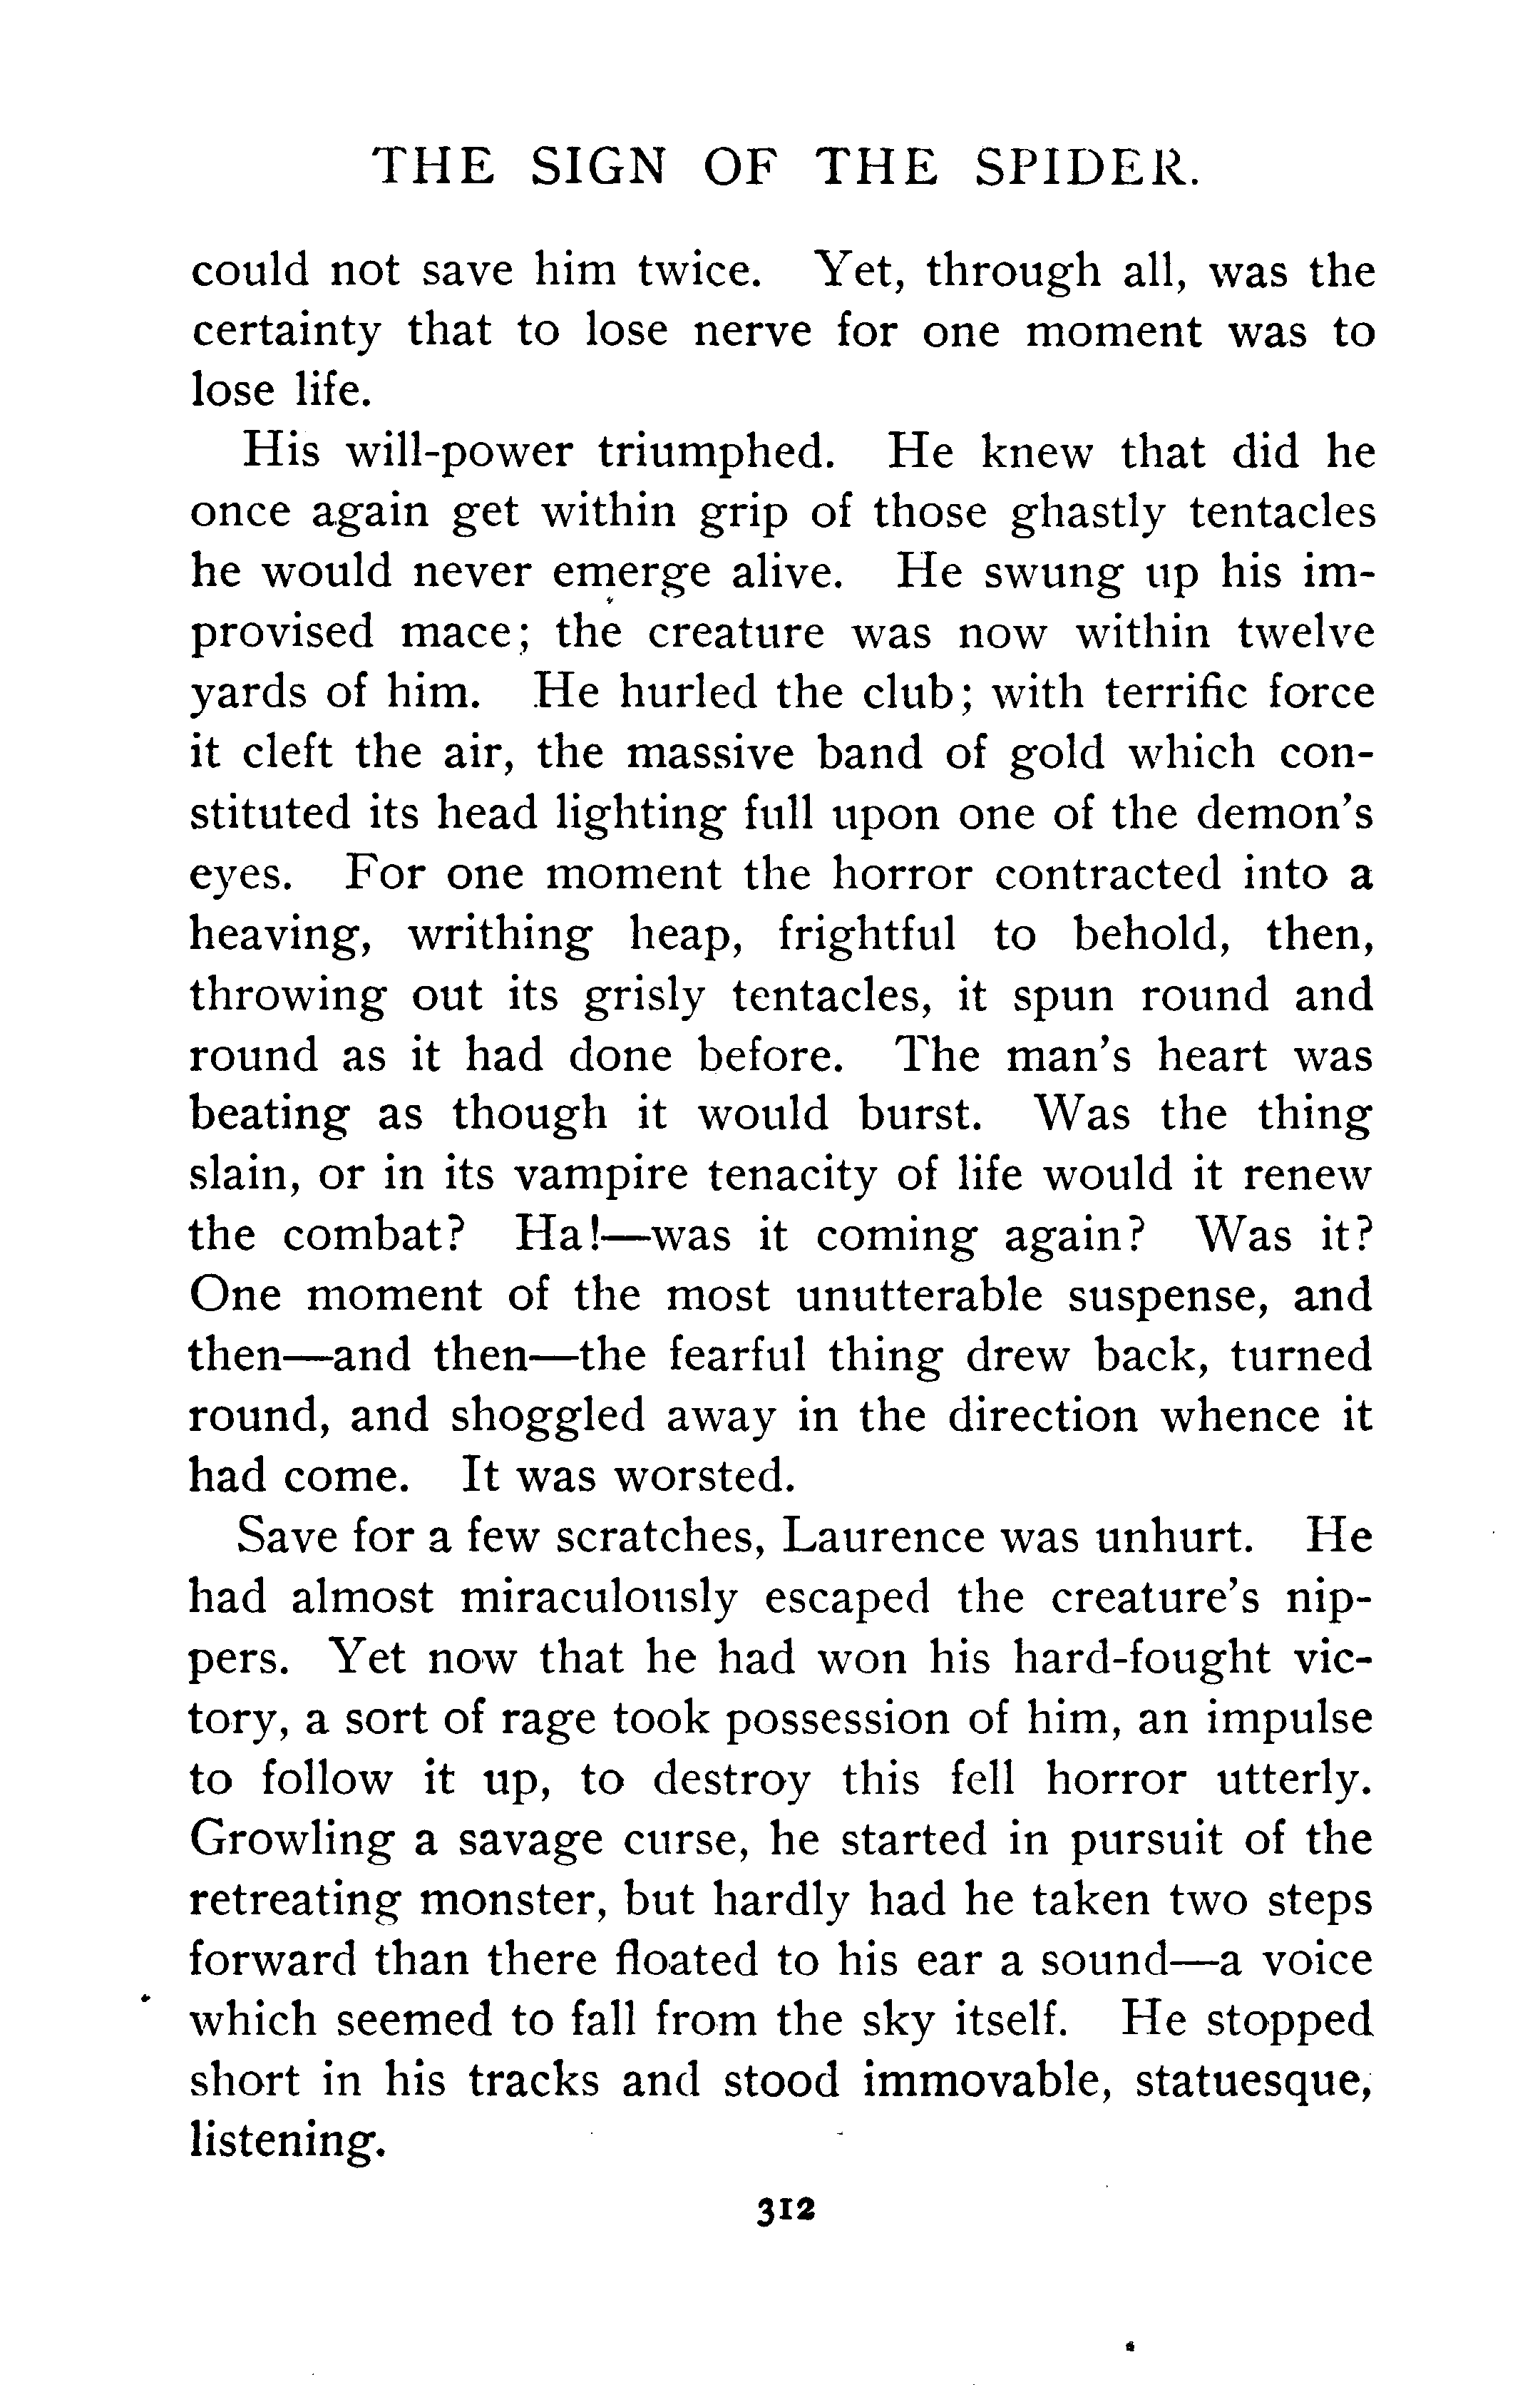 THE SIGN OF THE SPIDER.
could not save him twice. Yet, through all, was the
certainty that to lose nerve for one moment was to
lose life.
His will-power triumphed. He knew that did he
once again get within grip of those ghastly tentacles
he would never emerge alive. He swung up his im-
provised mace; the creature was now within twelve
yards of him. He hurled the club; with terrific force
it cleft the air, the massive band of gold which con-
stituted its head lighting full upon one of the demon's
eyes. For one moment the horror contracted into a
heaving, writhing heap, frightful to behold, then,
throwing out its grisly tentacles, it spun round and
round as it had done before. The man's heart was
beating as though it would burst. Was the thing
slain, or in its vampire tenacity of life would it renew
the combat? Ha!—was it coming again? Was it?
One moment of the most unutterable suspense, and
then—and then—the fearful thing drew back, turned
round, and shoggled away in the direction whence it
had come. It was worsted.
Save for a few scratches, Laurence was unhurt. He
had almost miraculously escaped the creature's nip-
pers. Yet now that he had won his hard-fought vic-
tory, a sort of rage took possession of him, an impulse
to follow it up, to destroy this fell horror utterly.
Growling a savage curse, he started in pursuit of the
retreating monster, but hardly had he taken two steps
forward than there floated to his ear a sound—a voice
which seemed to fall from the sky itself. He stopped
short in his tracks and stood immovable, statuesque,
listening.
312